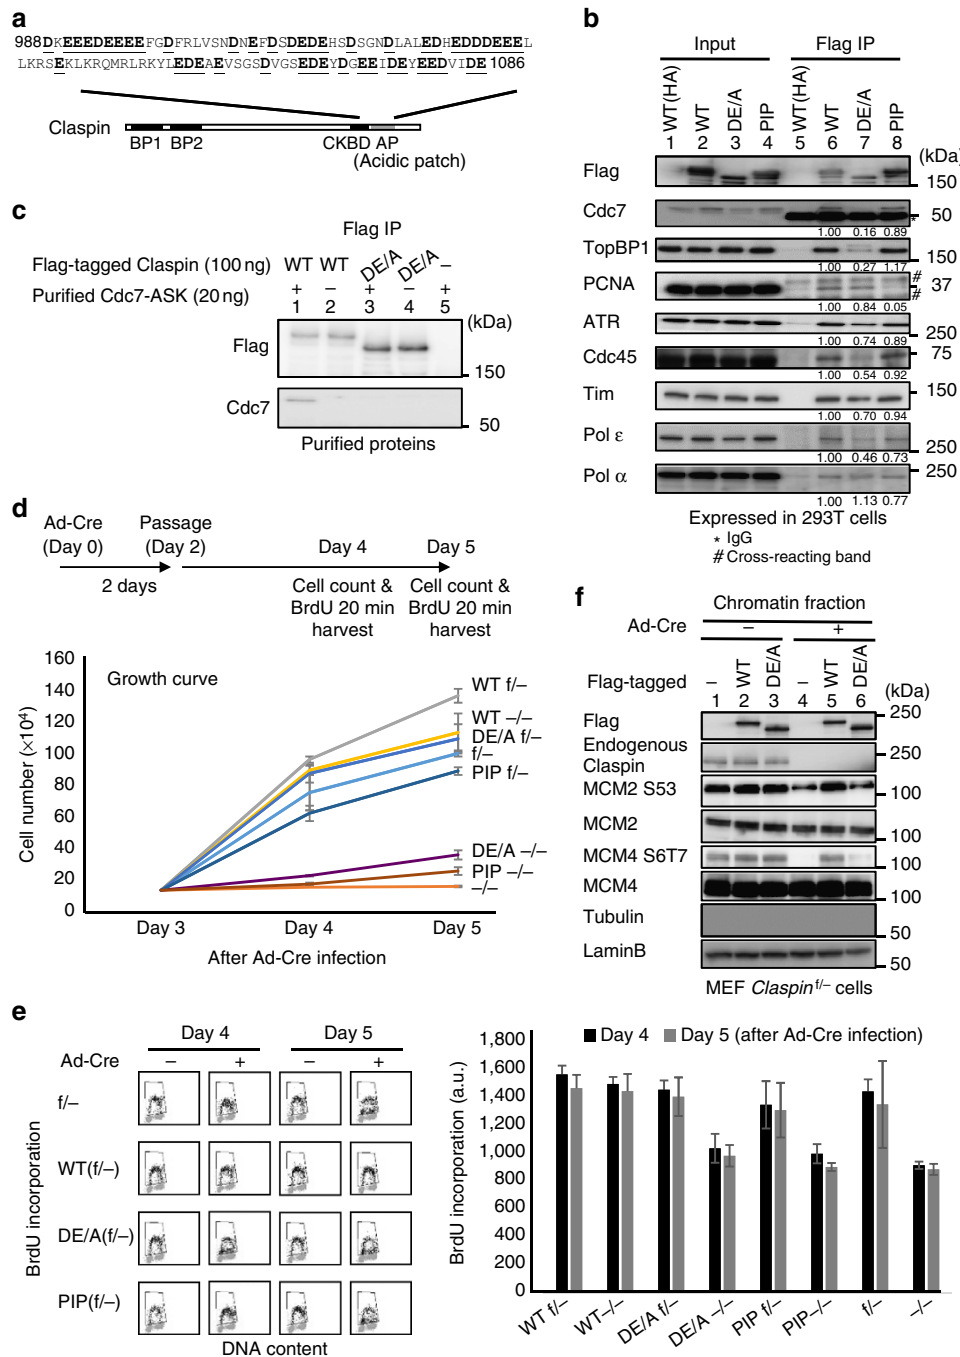 a
988DKEEEDEEEEFGDFRLVSNDNEFDSDEDEHSDSGNDLALEDHEDDDEEEL
LKRSEKLKRQMRLRKYLEDEAEVSGSDVGSEDEYDGEEIDEYEEDVIDE1086
Claspin
BP1 BP2 CKBD AP
(Acidic patch)
b
Input Flag IP
WT(HA) WT DE/A PIP WT(HA) WT DE/A PIP
1 2 3 4 5 6 7 8 (kDa)
Flag 150
Cdc7 50 *
1.00 0.16 0.89
TopBP1 150
1.00 0.27 1.17
PCNA # 37 #
1.00 0.84 0.05
ATR 250
1.00 0.74 0.89
Cdc45 75
1.00 0.54 0.92
Tim 150
1.00 0.70 0.94
Pol ε 250
1.00 0.46 0.73
Pol α 250
1.00 1.13 0.77
Expressed in 293T cells
* IgG
# Cross-reacting band
c
Flag IP
Flag-tagged Claspin (100 ng) WT WT DE/A DE/A –
Purified Cdc7-ASK (20 ng) + – + – +
1 2 3 4 5 (kDa)
Flag 150
Cdc7 50
Purified proteins
d
Ad-Cre (Day 0) Passage (Day 2) Day 4 Day 5
2 days
Cell count & BrdU 20 min harvest
Cell count & BrdU 20 min harvest
Growth curve
Cell number (×10⁴)
160
140
120
100
80
60
40
20
0
WT f/–
WT –/–
DE/A f/–
f/–
PIP f/–
DE/A –/–
PIP –/–
–/–
Day 3 Day 4 Day 5
After Ad-Cre infection
f
Chromatin fraction
Ad-Cre – +
Flag-tagged – WT DE/A – WT DE/A
1 2 3 4 5 6 (kDa)
Flag 250
Endogenous Claspin 250
MCM2 S53 100
MCM2 100
MCM4 S6T7 100
MCM4 100
Tubulin 50
LaminB 50
MEF Claspin f/– cells
e
Day 4 Day 5
Ad-Cre – + – +
f/–
WT(f/–)
DE/A(f/–)
PIP(f/–)
BrdU incorporation
DNA content
Day 4 Day 5 (after Ad-Cre infection)
BrdU incorporation (a.u.)
1,800
1,600
1,400
1,200
1,000
800
600
400
200
0
WT f/– WT–/– DE/A f/– DE/A –/– PIP f/– PIP–/– f/– –/–